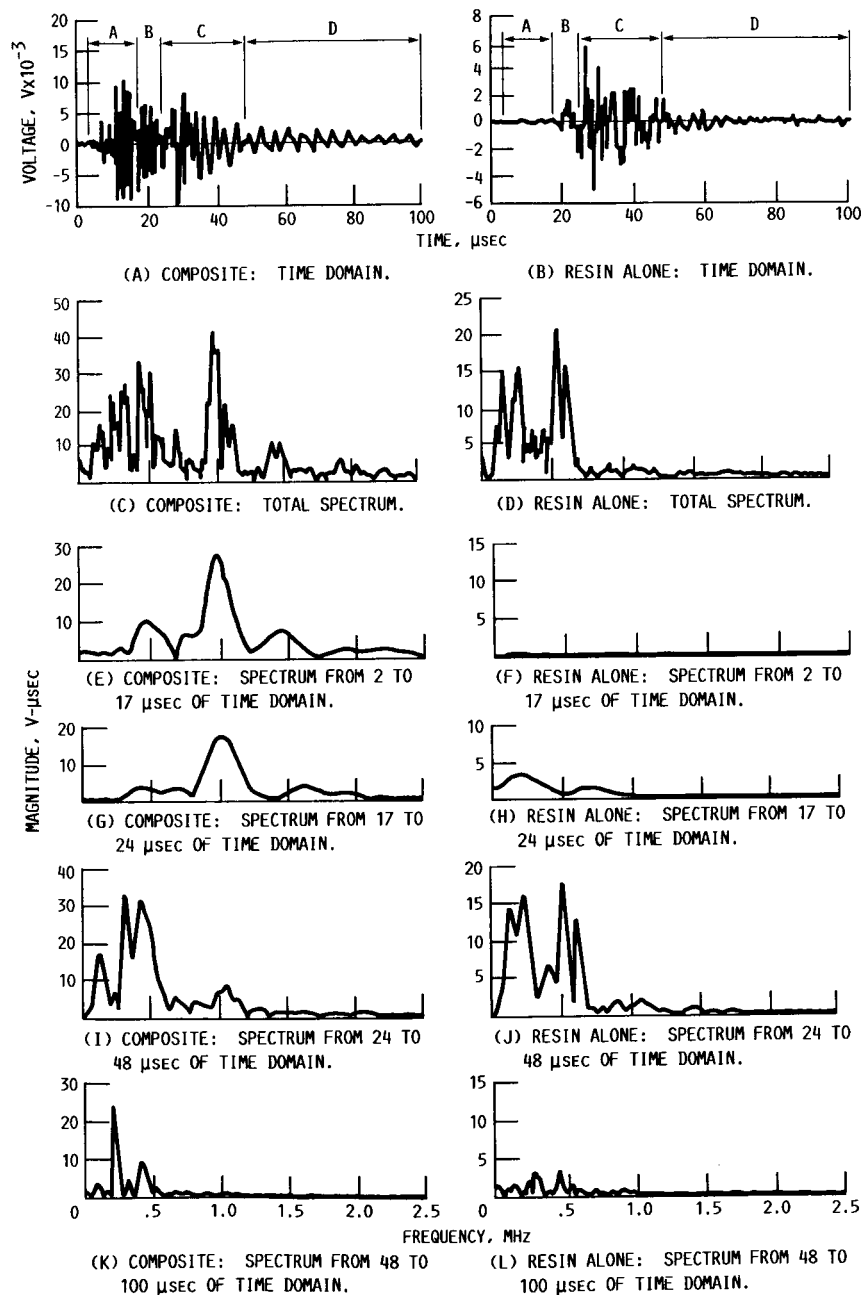 A B C D
A B C D
VOLTAGE, Vx10⁻³
20
15
10
5
0
-5
-10
0 20 40 60 80 100
8
6
4
2
0
-2
-4
-6
0 20 40 60 80 100
TIME, µSEC
(A) COMPOSITE: TIME DOMAIN.
(B) RESIN ALONE: TIME DOMAIN.
50
40
30
20
10
25
20
15
10
5
(C) COMPOSITE: TOTAL SPECTRUM.
(D) RESIN ALONE: TOTAL SPECTRUM.
MAGNITUDE, V-µSEC
30
20
10
15
10
5
(E) COMPOSITE: SPECTRUM FROM 2 TO
17 µSEC OF TIME DOMAIN.
(F) RESIN ALONE: SPECTRUM FROM 2 TO
17 µSEC OF TIME DOMAIN.
20
10
10
5
(G) COMPOSITE: SPECTRUM FROM 17 TO
24 µSEC OF TIME DOMAIN.
(H) RESIN ALONE: SPECTRUM FROM 17 TO
24 µSEC OF TIME DOMAIN.
40
30
20
10
20
15
10
5
(I) COMPOSITE: SPECTRUM FROM 24 TO
48 µSEC OF TIME DOMAIN.
(J) RESIN ALONE: SPECTRUM FROM 24 TO
48 µSEC OF TIME DOMAIN.
30
20
10
0 .5 1.0 1.5 2.0 2.5
15
10
5
0 .5 1.0 1.5 2.0 2.5
FREQUENCY, MHz
(K) COMPOSITE: SPECTRUM FROM 48 TO
100 µSEC OF TIME DOMAIN.
(L) RESIN ALONE: SPECTRUM FROM 48 TO
100 µSEC OF TIME DOMAIN.